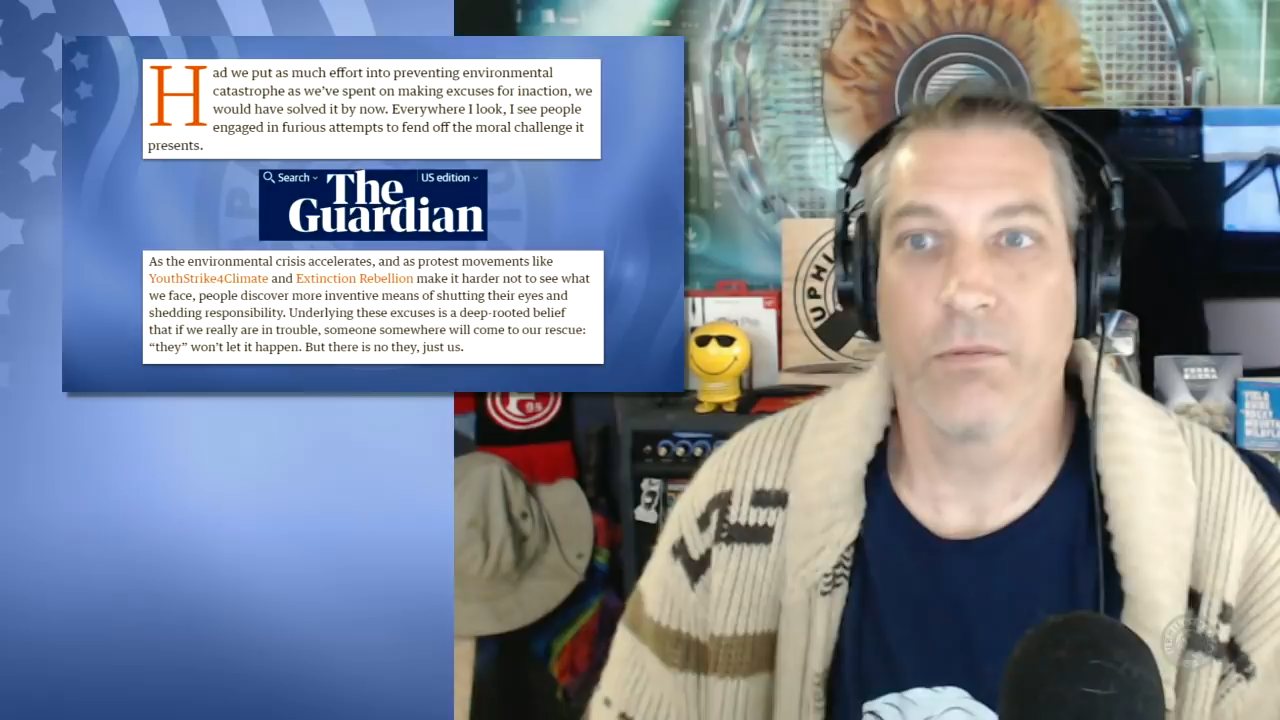 Had we put as much effort into preventing environmental
catastrophe as we've spent on making excuses for inaction, we
would have solved it by now. Everywhere I look, I see people
engaged in furious attempts to fend off the moral challenge it
presents.
Search
US edition
The
Guardian
As the environmental crisis accelerates, and as protest movements like
YouthStrike4Climate and Extinction Rebellion make it harder not to see what
we face, people discover more inventive means of shutting their eyes and
shedding responsibility. Underlying these excuses is a deep-rooted belief
that if we really are in trouble, someone somewhere will come to our rescue:
“they” won’t let it happen. But there is no they, just us.
UPHI
F95